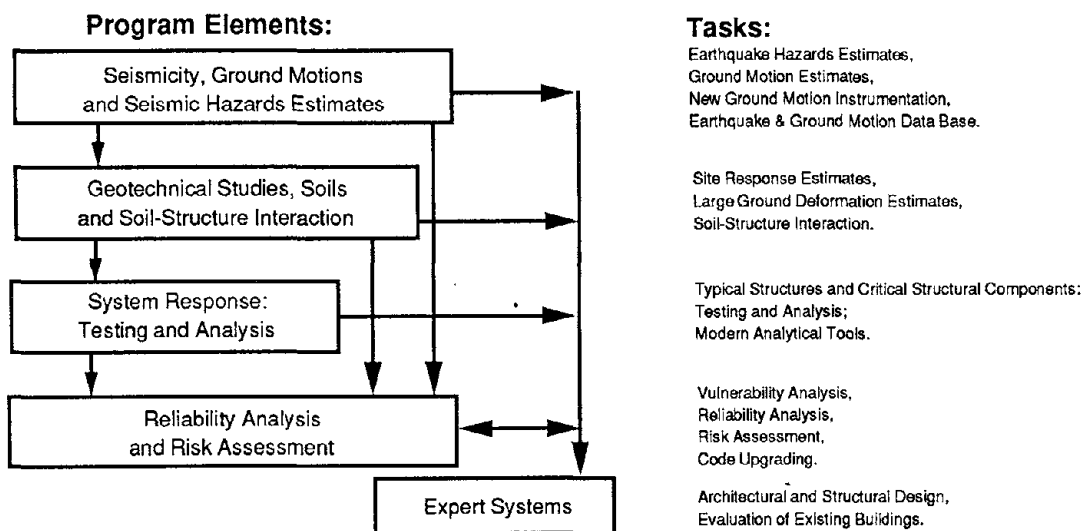 Program Elements:
Seismicity, Ground Motions
and Seismic Hazards Estimates
Geotechnical Studies, Soils
and Soil-Structure Interaction
System Response:
Testing and Analysis
Reliability Analysis
and Risk Assessment
Expert Systems
Tasks:
Earthquake Hazards Estimates,
Ground Motion Estimates,
New Ground Motion Instrumentation,
Earthquake & Ground Motion Data Base.
Site Response Estimates,
Large Ground Deformation Estimates,
Soil-Structure Interaction.
Typical Structures and Critical Structural Components:
Testing and Analysis;
Modern Analytical Tools.
Vulnerability Analysis,
Reliability Analysis,
Risk Assessment,
Code Upgrading.
Architectural and Structural Design,
Evaluation of Existing Buildings.